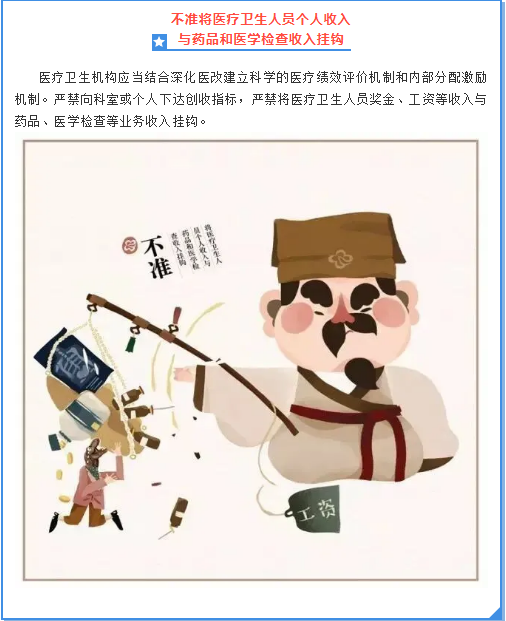 不准将医疗卫生人员个人收入
与药品和医学检查收入挂钩
医疗卫生机构应当结合深化医改建立科学的医疗绩效评价机制和内部分配激励
机制。严禁向科室或个人下达创收指标，严禁将医疗卫生人员奖金、工资等收入与
药品、医学检查等业务收入挂钩。
将医疗卫生人
员个人收入与
药品和医学检
查收入挂钩
不准
工资